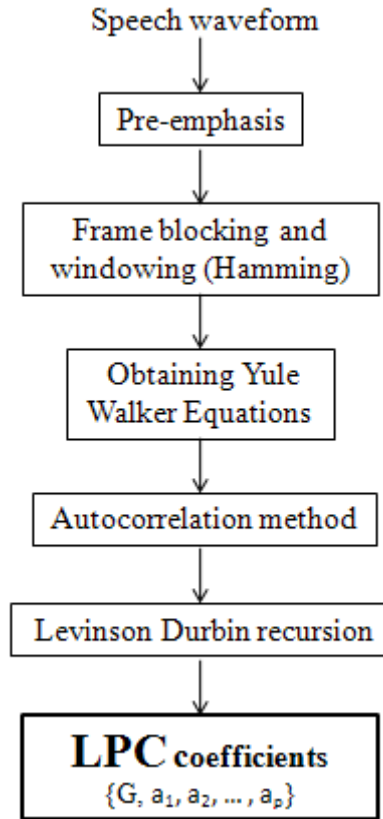 Speech waveform
Pre-emphasis
Frame blocking and
windowing (Hamming)
Obtaining Yule
Walker Equations
Autocorrelation method
Levinson Durbin recursion
LPC coefficients
{G, a₁, a₂, ... , aₚ}